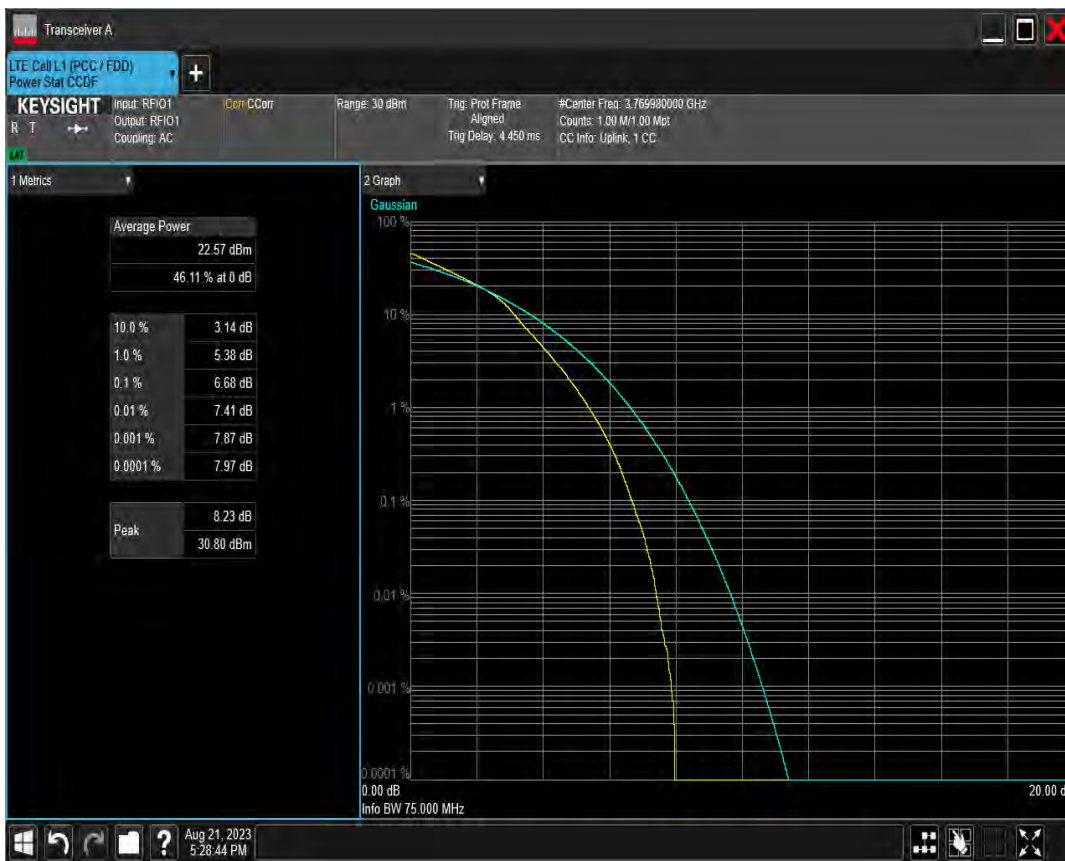 Transceiver A
LTE Cell L1 (PCC / FDD)
Power Stat CCDF
KEYSIGHT
R T
LXI
Input: RFIO1
Output: RFIO1
Coupling: AC
Corr CCorr
Range: 30 dBm
Trig: Prot Frame
Aligned
Trig Delay: 4.450 ms
#Center Freq: 3.769980000 GHz
Counts: 1.00 M/1.00 Mpt
CC Info: Uplink, 1 CC
1 Metrics
Average Power
22.57 dBm
46.11 % at 0 dB
10.0 % 3.14 dB
1.0 % 5.38 dB
0.1 % 6.68 dB
0.01 % 7.41 dB
0.001 % 7.87 dB
0.0001 % 7.97 dB
Peak 8.23 dB
30.80 dBm
2 Graph
Gaussian
100 %
10 %
1 %
0.1 %
0.01 %
0.001 %
0.0001 %
0.00 dB 20.00 d
Info BW 75.000 MHz
?
Aug 21, 2023
5:28:44 PM